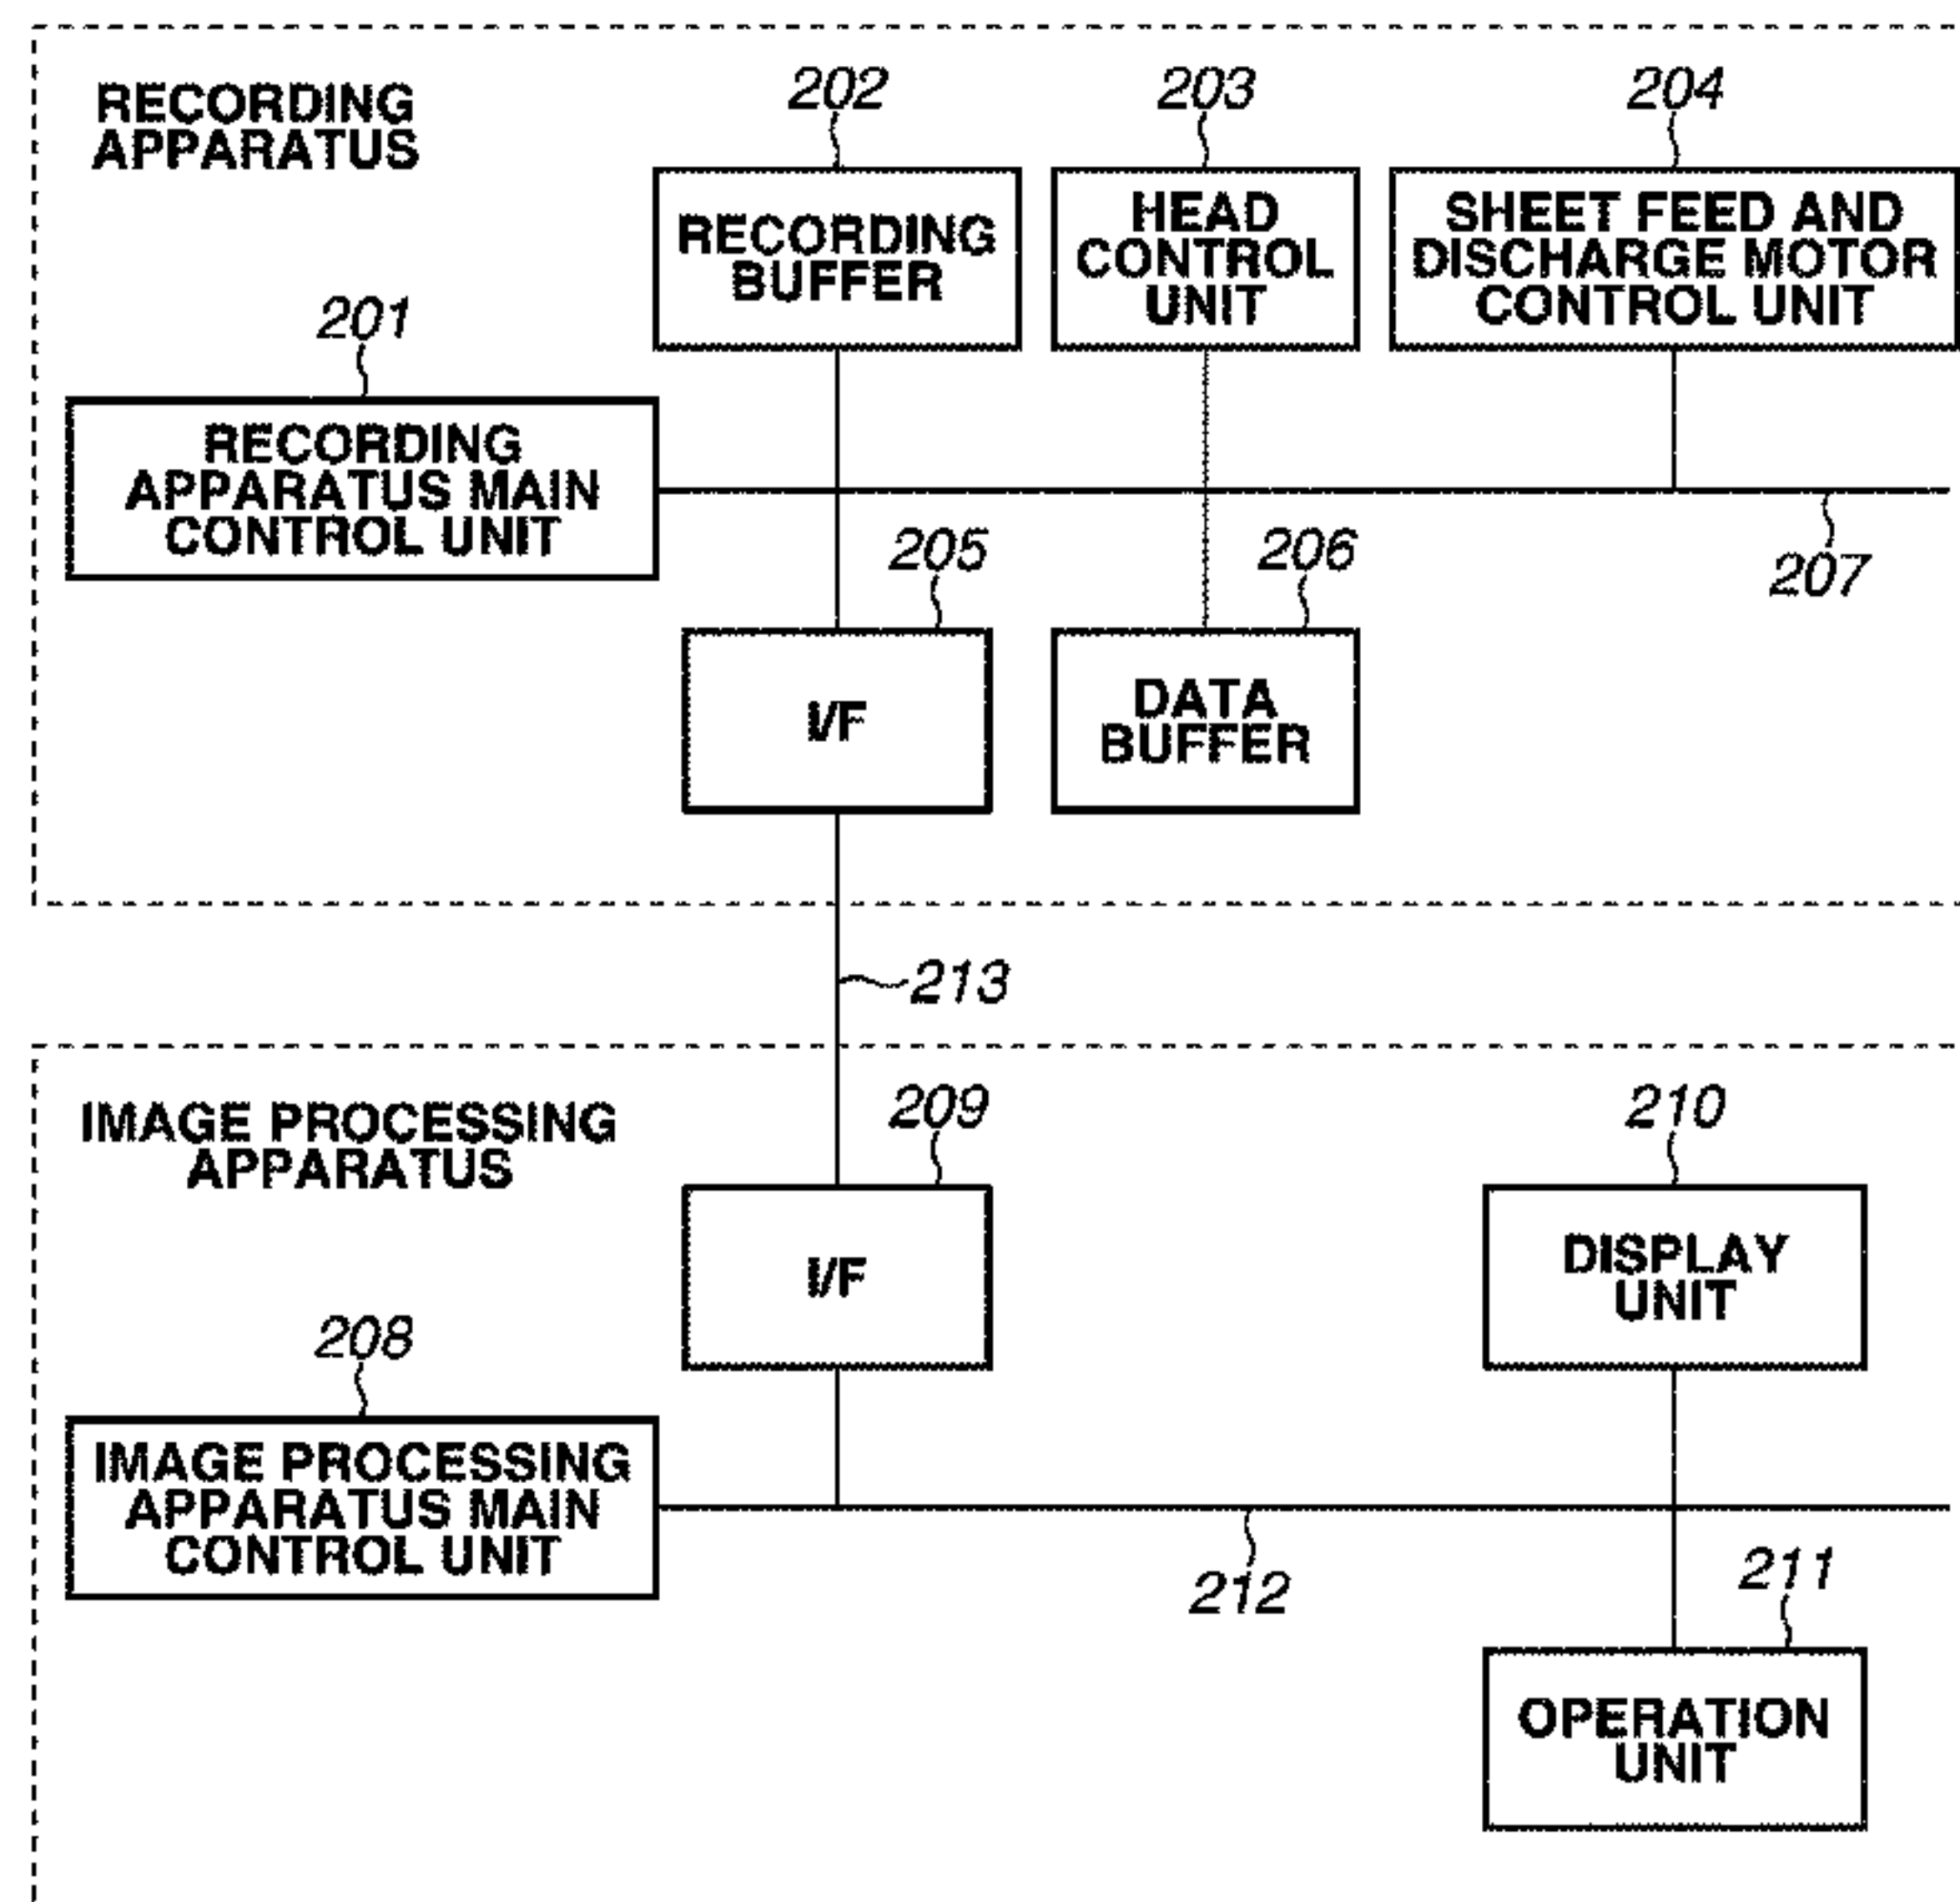 RECORDING
APPARATUS
202
203
204
RECORDING
BUFFER
HEAD
CONTROL
UNIT
SHEET FEED AND
DISCHARGE MOTOR
CONTROL UNIT
201
RECORDING
APPARATUS MAIN
CONTROL UNIT
205
206
207
I/F
DATA
BUFFER
213
IMAGE PROCESSING
APPARATUS
209
210
I/F
DISPLAY
UNIT
208
IMAGE PROCESSING
APPARATUS MAIN
CONTROL UNIT
212
211
OPERATION
UNIT